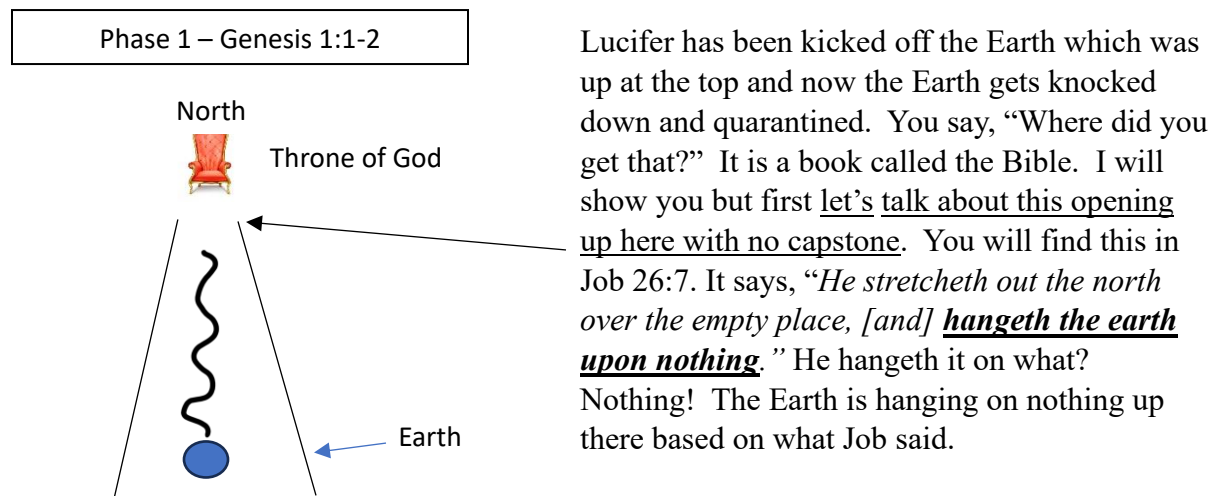 Phase 1 – Genesis 1:1-2
North
Throne of God
Earth
Lucifer has been kicked off the Earth which was
up at the top and now the Earth gets knocked
down and quarantined.  You say, “Where did you
get that?”  It is a book called the Bible.  I will
show you but first let’s talk about this opening
up here with no capstone.  You will find this in
Job 26:7. It says, “He stretcheth out the north
over the empty place, [and] hangeth the earth
upon nothing.” He hangeth it on what?
Nothing!  The Earth is hanging on nothing up
there based on what Job said.